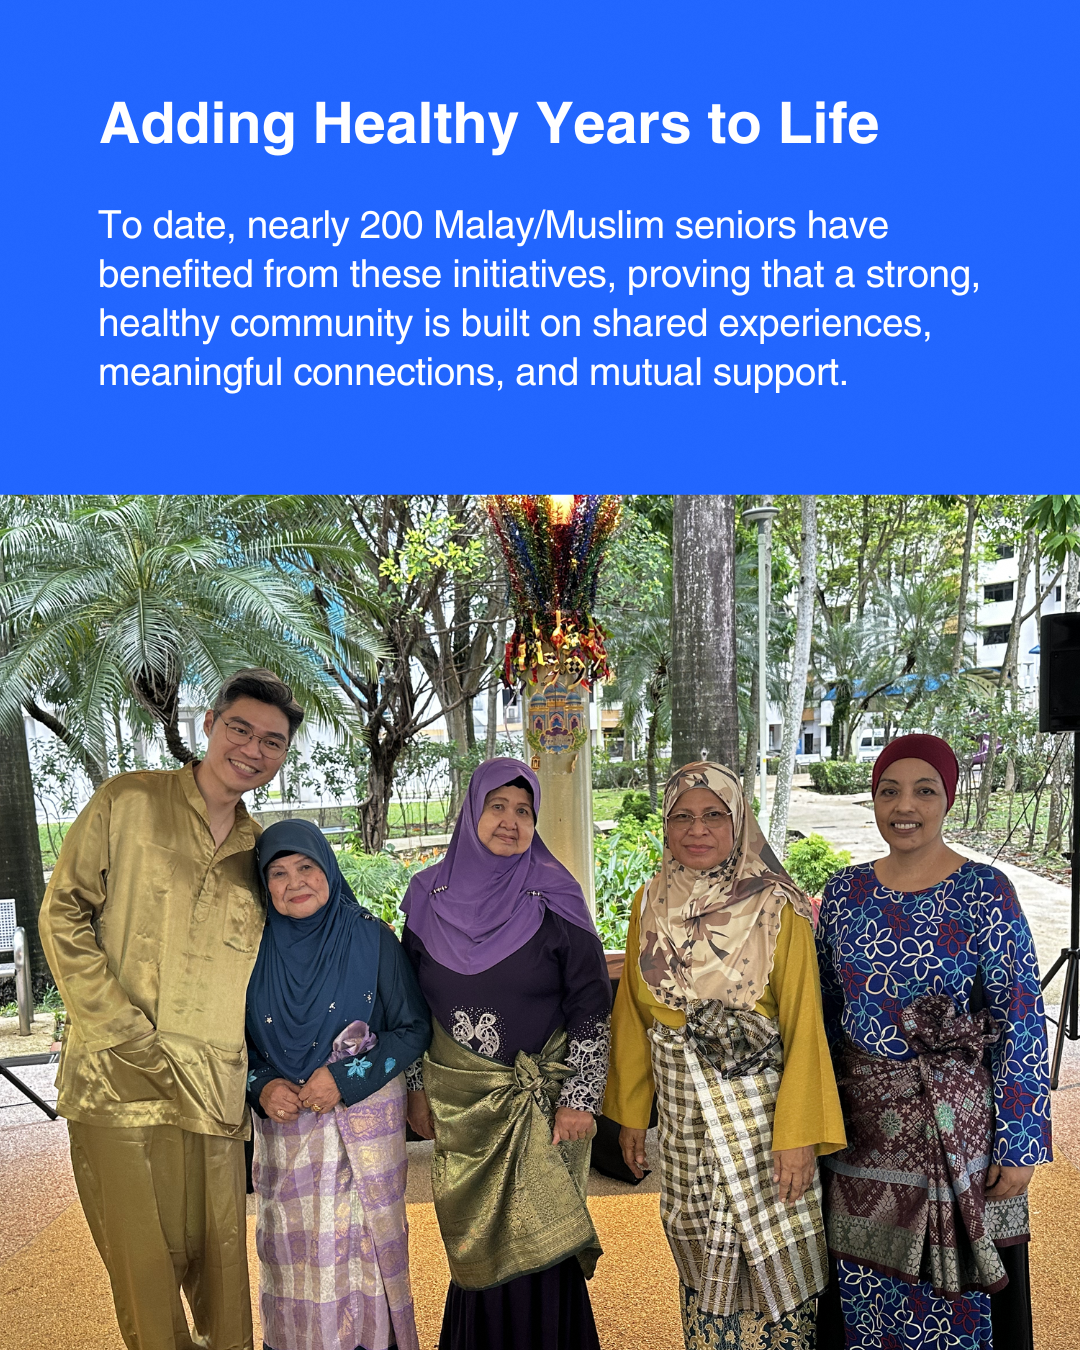 Adding Healthy Years to Life
To date, nearly 200 Malay/Muslim seniors have
benefited from these initiatives, proving that a strong,
healthy community is built on shared experiences,
meaningful connections, and mutual support.